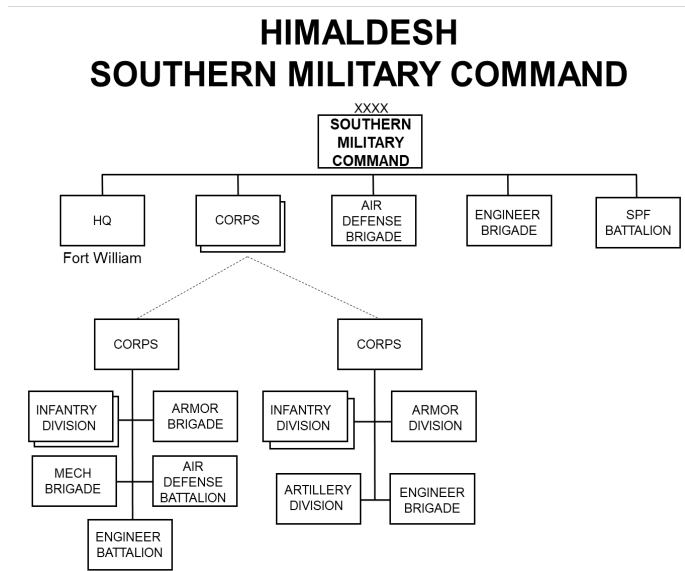 HIMALDESH
SOUTHERN MILITARY COMMAND
XXXX
SOUTHERN
MILITARY
COMMAND
HQ
Fort William
CORPS
AIR
DEFENSE
BRIGADE
ENGINEER
BRIGADE
SPF
BATTALION
CORPS
INFANTRY
DIVISION
ARMOR
BRIGADE
MECH
BRIGADE
AIR
DEFENSE
BATTALION
ENGINEER
BATTALION
CORPS
INFANTRY
DIVISION
ARMOR
DIVISION
ARTILLERY
DIVISION
ENGINEER
BRIGADE